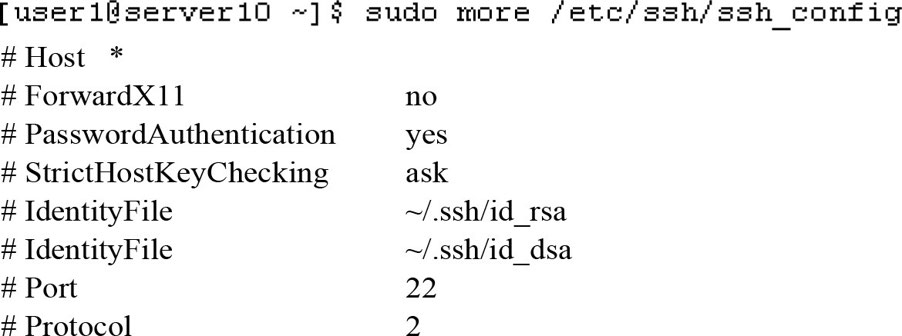 [user1@server10 ~]$ sudo more /etc/ssh/ssh_config
# Host *
# ForwardX11 no
# PasswordAuthentication yes
# StrictHostKeyChecking ask
# IdentityFile ~/.ssh/id_rsa
# IdentityFile ~/.ssh/id_dsa
# Port 22
# Protocol 2